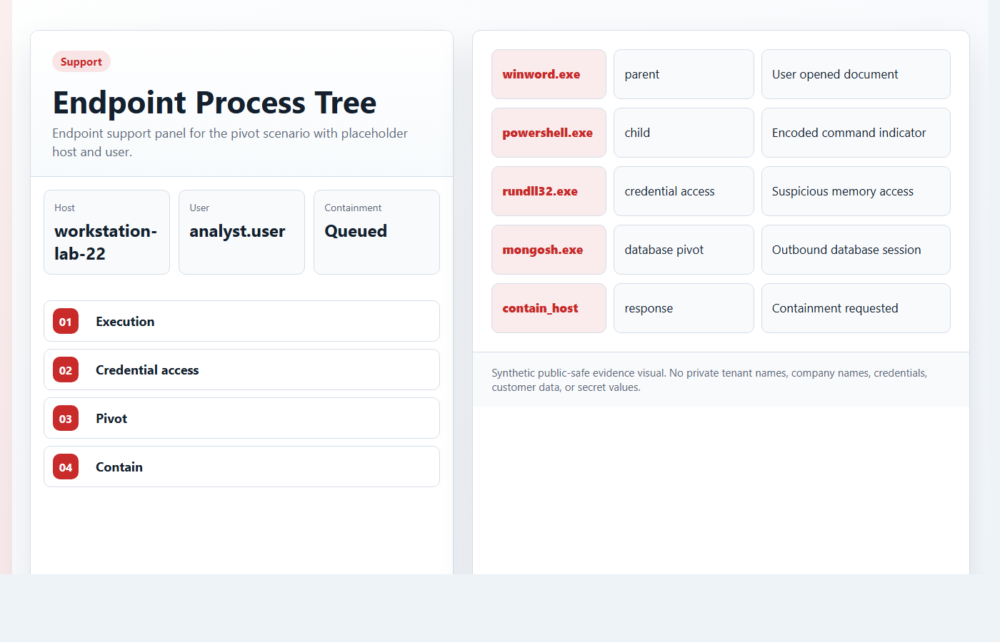 Support
Endpoint Process Tree
Endpoint support panel for the pivot scenario with placeholder
host and user.
Host
workstation-
lab-22
User
analyst.user
Containment
Queued
01 Execution
02 Credential access
03 Pivot
04 Contain
winword.exe parent User opened document
powershell.exe child Encoded command indicator
rundll32.exe credential access Suspicious memory access
mongosh.exe database pivot Outbound database session
contain_host response Containment requested
Synthetic public-safe evidence visual. No private tenant names, company names, credentials,
customer data, or secret values.